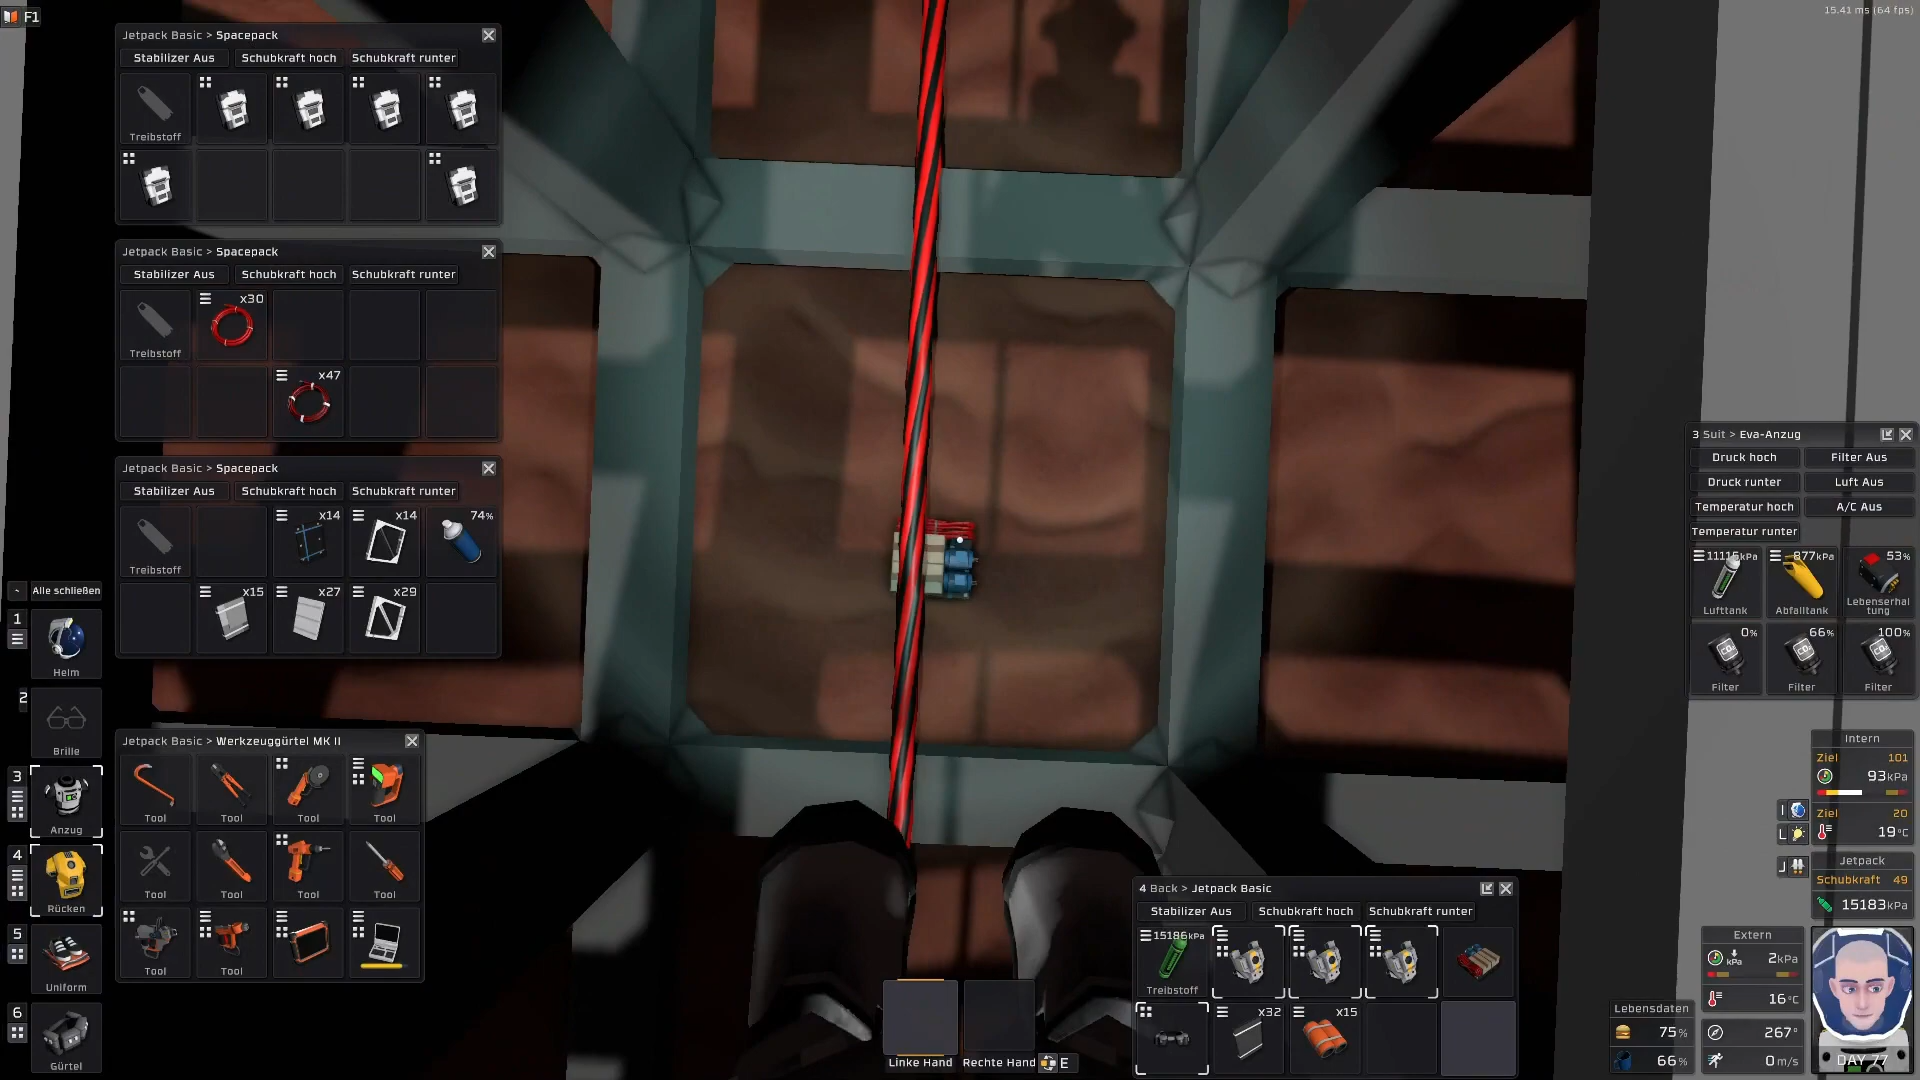 F1
15.41 ms (64 fps)
Jetpack Basic > Spacepack
Stabilizer Aus
Schubkraft hoch
Schubkraft runter
Treibstoff
Jetpack Basic > Spacepack
Stabilizer Aus
Schubkraft hoch
Schubkraft runter
x30
Treibstoff
x47
Jetpack Basic > Spacepack
Stabilizer Aus
Schubkraft hoch
Schubkraft runter
x14
x14
74%
Treibstoff
x15
x27
x29
~ Alle schließen
1
Helm
2
Brille
3
Anzug
4
Rücken
5
Uniform
6
Gürtel
Jetpack Basic > Werkzeuggürtel MK II
Tool
Tool
Tool
Tool
Tool
Tool
Tool
Tool
Tool
Tool
Linke Hand
Rechte Hand
E
4 Back > Jetpack Basic
Stabilizer Aus
Schubkraft hoch
Schubkraft runter
15186kPa
Treibstoff
x32
x15
3 Suit > Eva-Anzug
Druck hoch
Filter Aus
Druck runter
Luft Aus
Temperatur hoch
A/C Aus
Temperatur runter
11115kPa
877kPa
53%
Lufttank
Abfalltank
Lebenserhaltung
0%
66%
100%
Filter
Filter
Filter
Intern
Ziel 101
93kPa
Ziel 20
19°C
I
L
J
Jetpack
Schubkraft 49
15183kPa
Extern
kPa
2kPa
16°C
267°
0m/s
Lebensdaten
75%
66%
DAY 77